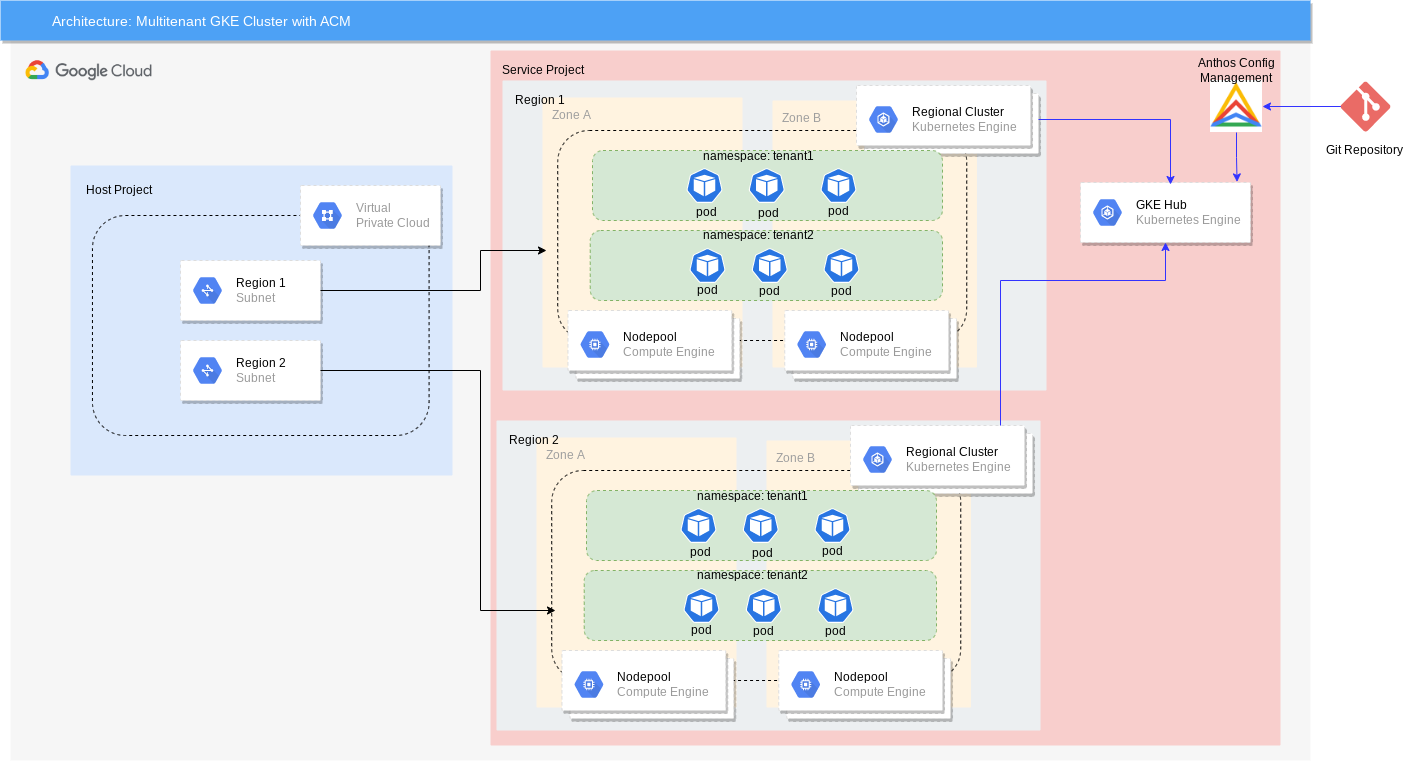 Architecture: Multitenant GKE Cluster with ACM
Google Cloud
Host Project
Virtual
Private Cloud
Region 1
Subnet
Region 2
Subnet
Service Project
Region 1
Zone A
Zone B
Regional Cluster
Kubernetes Engine
namespace: tenant1
pod
pod
pod
namespace: tenant2
pod
pod
pod
Nodepool
Compute Engine
Nodepool
Compute Engine
Region 2
Zone A
Zone B
Regional Cluster
Kubernetes Engine
namespace: tenant1
pod
pod
pod
namespace: tenant2
pod
pod
pod
Nodepool
Compute Engine
Nodepool
Compute Engine
Anthos Config
Management
GKE Hub
Kubernetes Engine
Git Repository